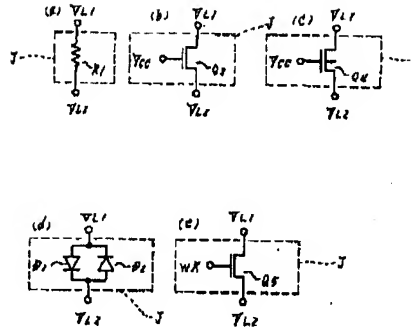 (a) VL1 J R1 VL2
(b) VL1 J VCC Q3 VL2
(c) VL1 J VCC Q4 VL2
(d) VL1 D1 D2 VL2 J
(e) VL1 J WK Q5 VL2